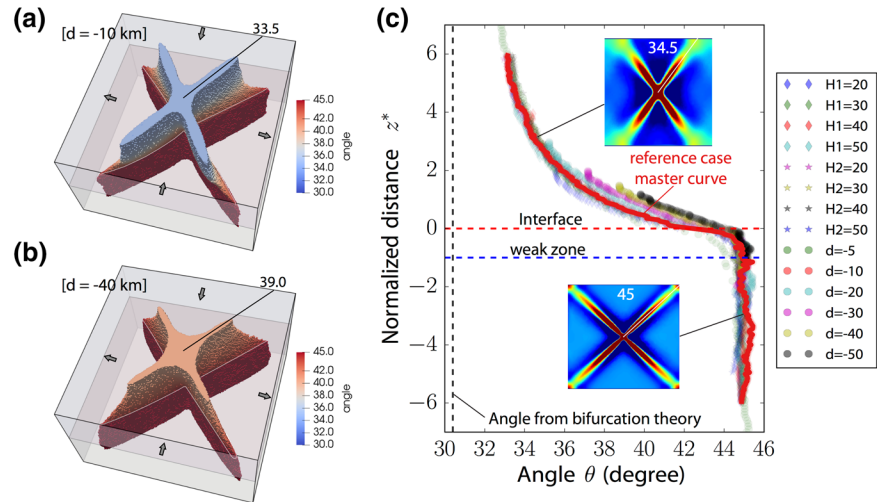 (a)
[d = -10 km]
33.5
45.0
42.0
40.0
38.0
36.0
34.0
32.0
30.0
angle
(b)
[d = -40 km]
39.0
45.0
42.0
40.0
38.0
36.0
34.0
32.0
30.0
angle
(c)
Normalized distance z*
6
4
2
0
−2
−4
−6
34.5
reference case
master curve
Interface
weak zone
45
Angle from bifurcation theory
30 32 34 36 38 40 42 44 46
Angle θ (degree)
H1=20
H1=30
H1=40
H1=50
H2=20
H2=30
H2=40
H2=50
d=-5
d=-10
d=-20
d=-30
d=-40
d=-50